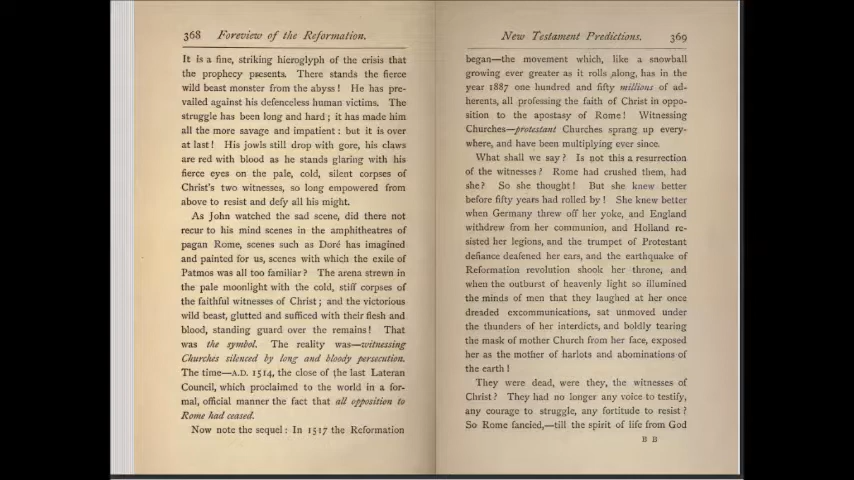 368 Foreview of the Reformation.
It is a fine, striking hieroglyph of the crisis that
the prophecy presents. There stands the fierce
wild beast monster from the abyss ! He has pre-
vailed against his defenceless human victims. The
struggle has been long and hard ; it has made him
all the more savage and impatient : but it is over
at last ! His jowls still drop with gore, his claws
are red with blood as he stands glaring with his
fierce eyes on the pale, cold, silent corpses of
Christ's two witnesses, so long empowered from
above to resist and defy all his might.
As John watched the sad scene, did there not
recur to his mind scenes in the amphitheatres of
pagan Rome, scenes such as Doré has imagined
and painted for us, scenes with which the exile of
Patmos was all too familiar ? The arena strewn in
the pale moonlight with the cold, stiff corpses of
the faithful witnesses of Christ ; and the victorious
wild beast, glutted and sufficed with their flesh and
blood, standing guard over the remains ! That
was the symbol. The reality was—witnessing
Churches silenced by long and bloody persecution.
The time—A.D. 1514, the close of the last Lateran
Council, which proclaimed to the world in a for-
mal, official manner the fact that all opposition to
Rome had ceased.
Now note the sequel : In 1517 the Reformation
New Testament Predictions. 369
began—the movement which, like a snowball
growing ever greater as it rolls along, has in the
year 1887 one hundred and fifty millions of ad-
herents, all professing the faith of Christ in oppo-
sition to the apostasy of Rome ! Witnessing
Churches—protestant Churches sprang up every-
where, and have been multiplying ever since.
What shall we say ? Is not this a resurrection
of the witnesses ? Rome had crushed them, had
she ? So she thought ! But she knew better
before fifty years had rolled by ! She knew better
when Germany threw off her yoke, and England
withdrew from her communion, and Holland re-
sisted her legions, and the trumpet of Protestant
defiance deafened her ears, and the earthquake of
Reformation revolution shook her throne, and
when the outburst of heavenly light so illumined
the minds of men that they laughed at her once
dreaded excommunications, sat unmoved under
the thunders of her interdicts, and boldly tearing
the mask of mother Church from her face, exposed
her as the mother of harlots and abominations of
the earth !
They were dead, were they, the witnesses of
Christ ? They had no longer any voice to testify,
any courage to struggle, any fortitude to resist ?
So Rome fancied,—till the spirit of life from God
B B